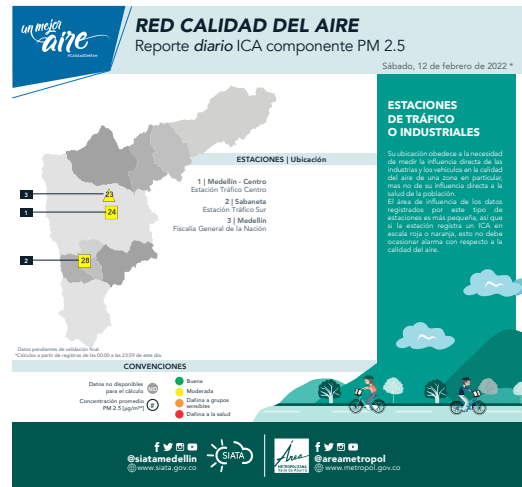 un mejor
aire
#CalidadDelAire
RED CALIDAD DEL AIRE
Reporte diario ICA componente PM 2.5
Sábado, 12 de febrero de 2022 *
ESTACIONES
DE TRÁFICO
O INDUSTRIALES
Su ubicación obedece a la necesidad
de medir la influencia directa de las
industrias y los vehículos en la calidad
del aire de una zona en particular,
mas no de su influencia directa a la
salud de la población.
El área de influencia de los datos
registrados por este tipo de
estaciones es más pequeña, así que
si la estación registra un ICA en
escala roja o naranja, esto no debe
ocasionar alarma con respecto a la
calidad del aire.
ESTACIONES | Ubicación
1 | Medellín - Centro
Estación Tráfico Centro
2 | Sabaneta
Estación Tráfico Sur
3 | Medellín
Fiscalía General de la Nación
3
23
1
24
2
28
Datos pendientes de validación final.
*Cálculos a partir de registros de las 00:00 a las 23:59 de este día.
CONVENCIONES
Datos no disponibles
para el cálculo
ND
Concentración promedio
PM 2.5 [µg/m³*]
#
Buena
Moderada
Dañina a grupos
sensibles
Dañina a la salud
@siatamedellin
www.siata.gov.co
SIATA
Área
METROPOLITANA
Valle de Aburrá
@areametropol
www.metropol.gov.co